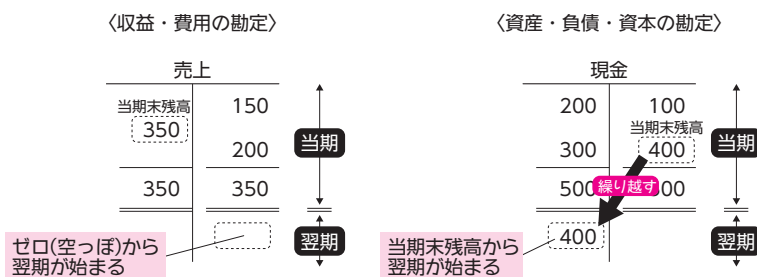 〈収益・費用の勘定〉
売上
当期末残高
350
150
200
350
350
当期
翌期
ゼロ(空っぽ)から
翌期が始まる
〈資産・負債・資本の勘定〉
現金
200
100
当期末残高
300
400
500
繰り越す
00
400
当期
翌期
当期末残高から
翌期が始まる